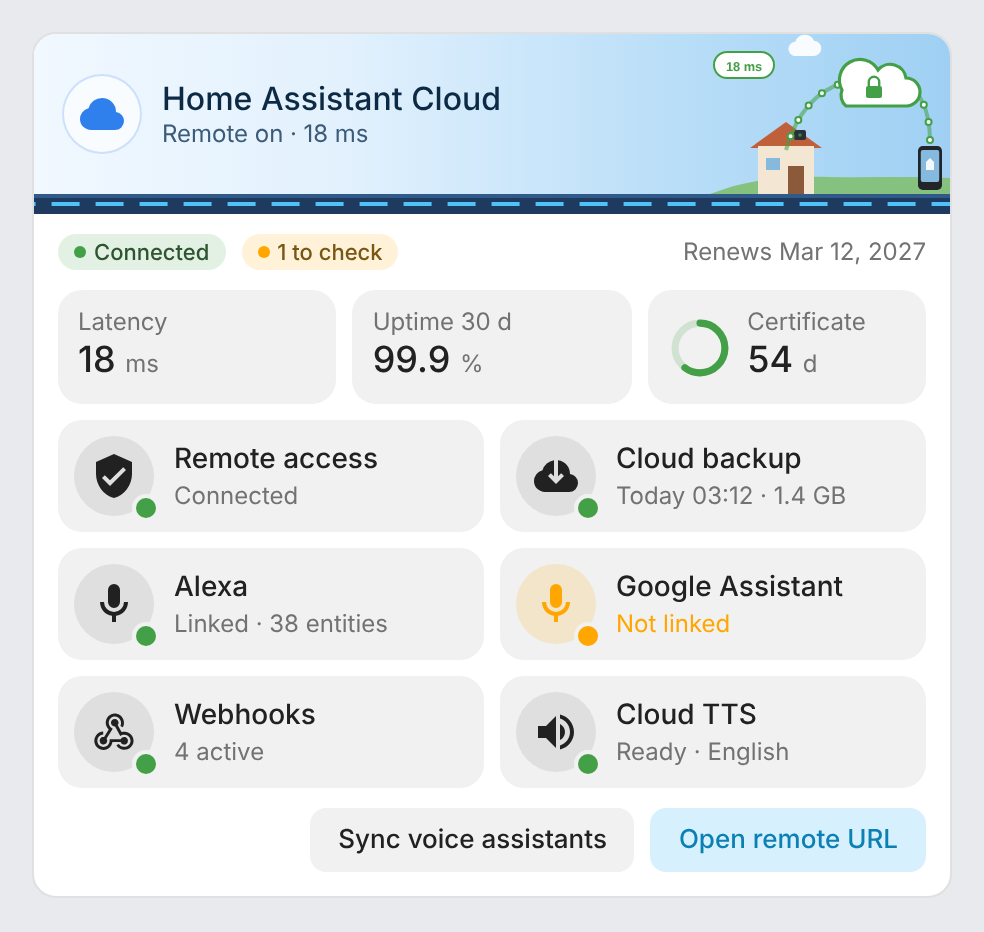 Home Assistant Cloud
Remote on · 18 ms
18 ms
Connected
1 to check
Renews Mar 12, 2027
Latency
18 ms
Uptime 30 d
99.9 %
Certificate
54 d
Remote access
Connected
Cloud backup
Today 03:12 · 1.4 GB
Alexa
Linked · 38 entities
Google Assistant
Not linked
Webhooks
4 active
Cloud TTS
Ready · English
Sync voice assistants
Open remote URL